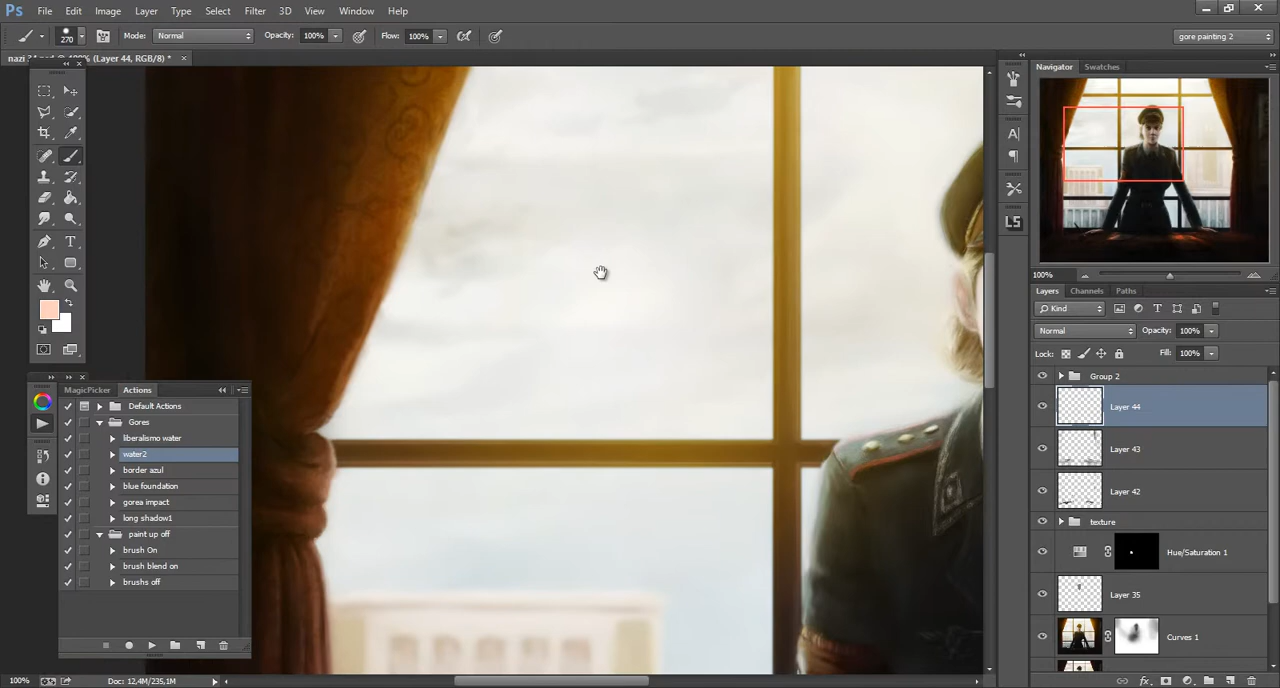 Ps File Edit Image Layer Type Select Filter 3D View Window Help
270 Mode: Normal Opacity: 100% Flow: 100% gore painting 2
(Layer 44, RGB/8) *
Navigator Swatches
100%
Layers Channels Paths
Kind
Normal Opacity: 100%
Lock: Fill: 100%
Group 2
Layer 44
Layer 43
Layer 42
texture
Hue/Saturation 1
Layer 35
Curves 1
MagicPicker Actions
Default Actions
Gores
liberalismo water
water2
border azul
blue foundation
gorea impact
long shadow1
paint up off
brush On
brush blend on
brushs off
LS
100% Doc: 12,4M/235,1M